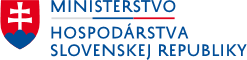 MINISTERSTVO
HOSPODÁRSTVA
SLOVENSKEJ REPUBLIKY